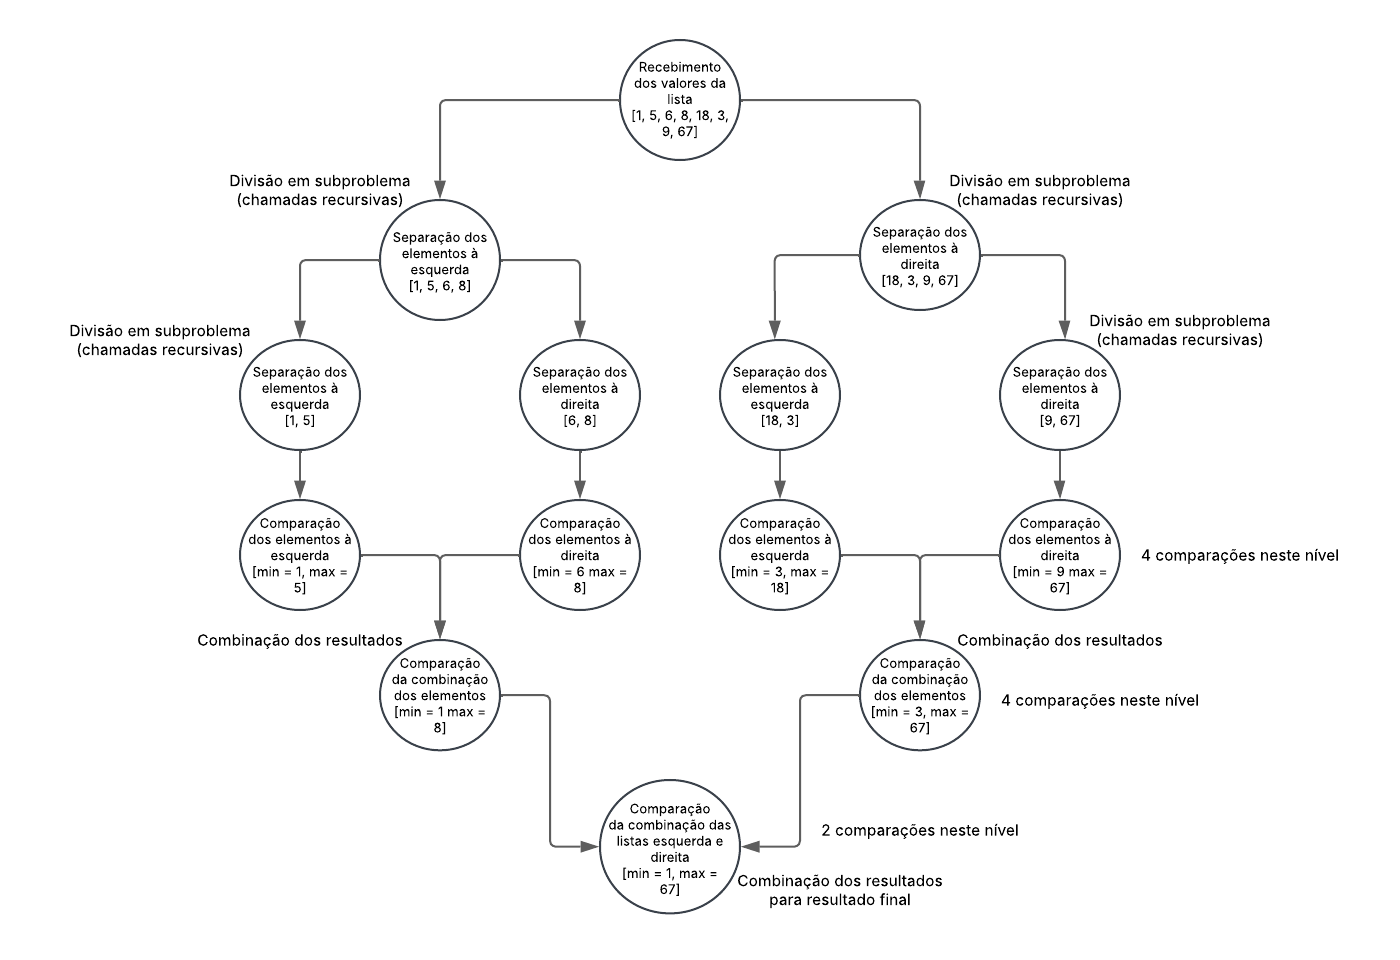 Recebimento
dos valores da
lista
[1, 5, 6, 8, 18, 3,
9, 67]
Divisão em subproblema
(chamadas recursivas)
Divisão em subproblema
(chamadas recursivas)
Separação dos
elementos à
esquerda
[1, 5, 6, 8]
Separação dos
elementos à
direita
[18, 3, 9, 67]
Divisão em subproblema
(chamadas recursivas)
Divisão em subproblema
(chamadas recursivas)
Separação dos
elementos à
esquerda
[1, 5]
Separação dos
elementos à
direita
[6, 8]
Separação dos
elementos à
esquerda
[18, 3]
Separação dos
elementos à
direita
[9, 67]
Comparação
dos elementos à
esquerda
[min = 1, max =
5]
Comparação
dos elementos à
direita
[min = 6 max =
8]
Comparação
dos elementos à
esquerda
[min = 3, max =
18]
Comparação
dos elementos à
direita
[min = 9 max =
67]
4 comparações neste nível
Combinação dos resultados
Combinação dos resultados
Comparação
da combinação
dos elementos
[min = 1 max =
8]
Comparação
da combinação
dos elementos
[min = 3, max =
67]
4 comparações neste nível
2 comparações neste nível
Comparação
da combinação das
listas esquerda e
direita
[min = 1, max =
67]
Combinação dos resultados
para resultado final